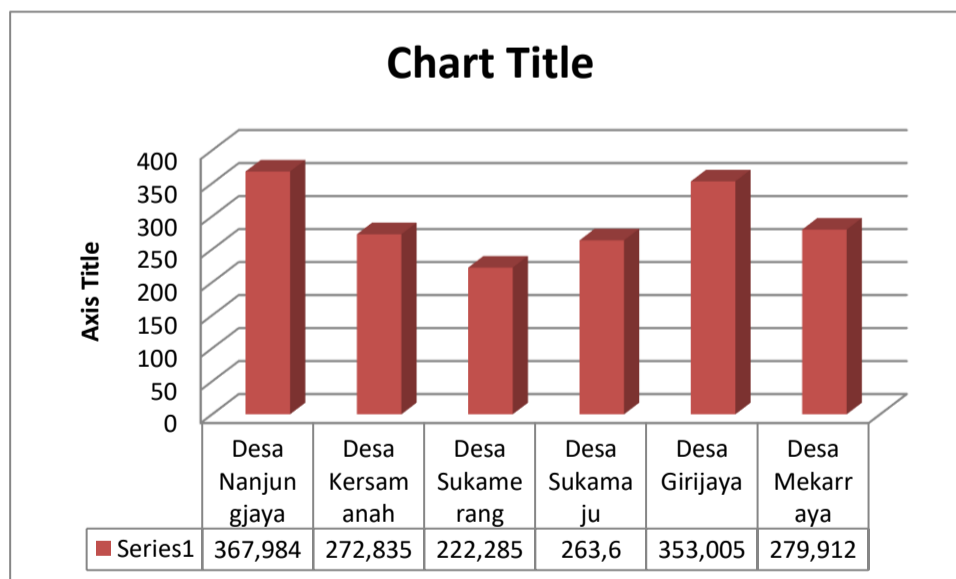 Chart Title
Axis Title
400
350
300
250
200
150
100
50
0
Desa
Nanjun
gjaya
Desa
Kersam
anah
Desa
Sukame
rang
Desa
Sukama
ju
Desa
Girijaya
Desa
Mekarr
aya
Series1 367,984 272,835 222,285 263,6 353,005 279,912